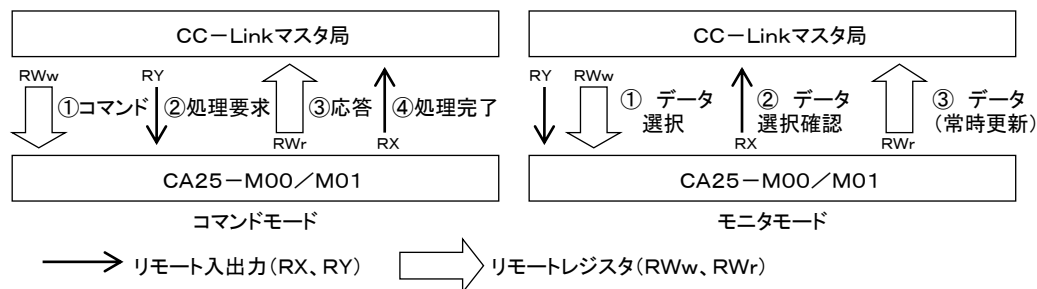 CC－Linkマスタ局
RWw RY
①コマンド ②処理要求 ③応答 ④処理完了
RWr RX
CA25－M00／M01
コマンドモード
CC－Linkマスタ局
RY RWw
① データ選択
② データ選択確認
③ データ（常時更新）
RX RWr
CA25－M00／M01
モニタモード
リモート入出力（RX、RY）
リモートレジスタ（RWw、RWr）